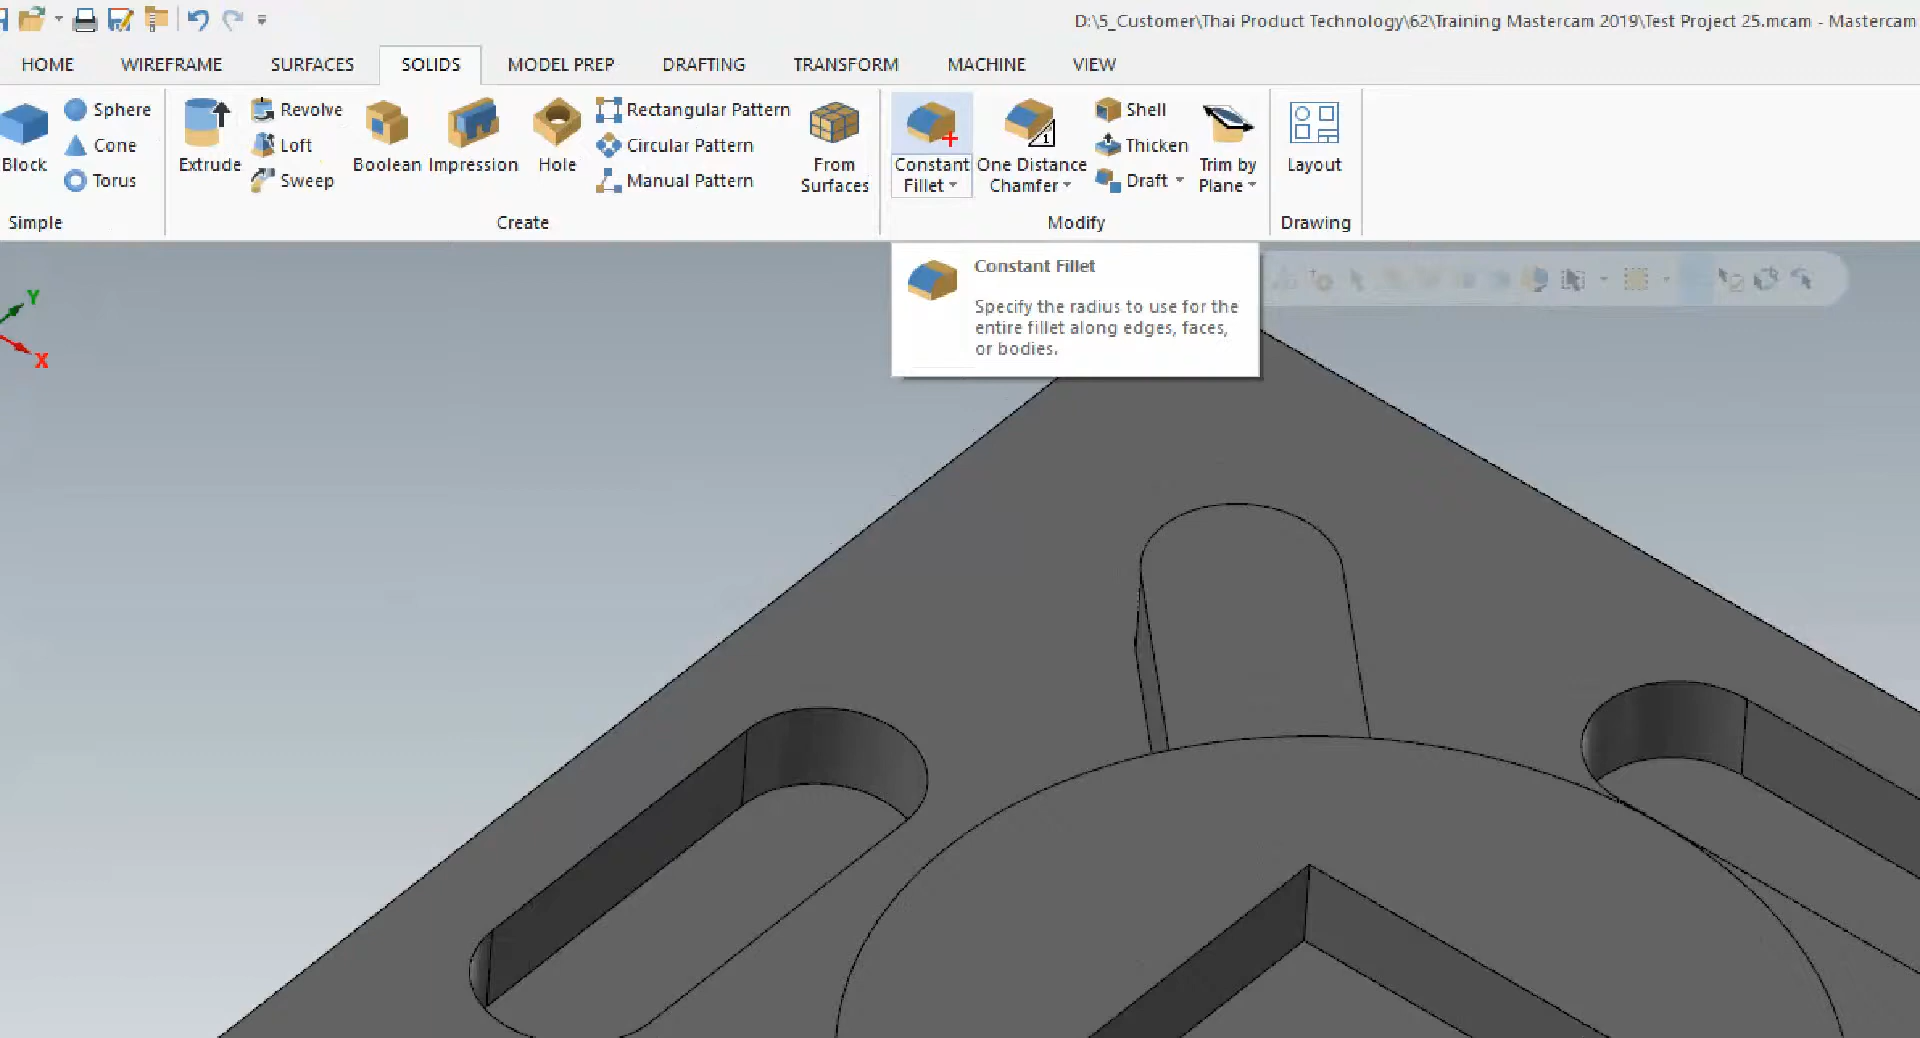 D:\5_Customer\Thai Product Technology\62\Training Mastercam 2019\Test Project 25.mcam - Mastercam
HOME WIREFRAME SURFACES SOLIDS MODEL PREP DRAFTING TRANSFORM MACHINE VIEW
Block
Sphere
Cone
Torus
Simple
Extrude
Revolve
Loft
Sweep
Boolean
Impression
Hole
Rectangular Pattern
Circular Pattern
Manual Pattern
From
Surfaces
Create
Constant
Fillet
One Distance
Chamfer
1
Shell
Thicken
Draft
Trim by
Plane
Modify
Layout
Drawing
Constant Fillet
Specify the radius to use for the
entire fillet along edges, faces,
or bodies.
Y
X